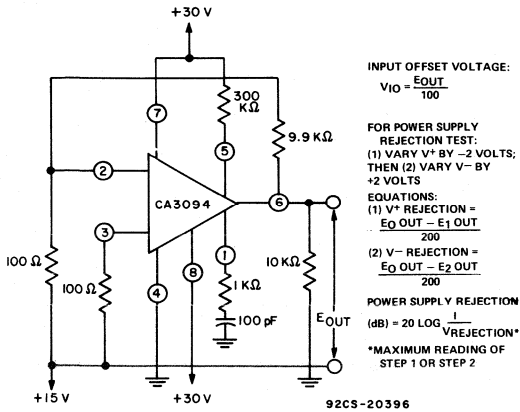 +30 V
7
300
KΩ
9.9 KΩ
5
2
CA3094
6
3
1
8
4
100 Ω
100 Ω
1 KΩ
10 KΩ
100 pF
EOUT
+15 V
+30 V
92CS-20396
INPUT OFFSET VOLTAGE:
VIO = EOUT
100
FOR POWER SUPPLY
REJECTION TEST:
(1) VARY V+ BY –2 VOLTS;
THEN (2) VARY V– BY
+2 VOLTS
EQUATIONS:
(1) V+ REJECTION =
E0 OUT – E1 OUT
200
(2) V– REJECTION =
E0 OUT – E2 OUT
200
POWER SUPPLY REJECTION
(dB) = 20 LOG 1
VREJECTION*
*MAXIMUM READING OF
STEP 1 OR STEP 2